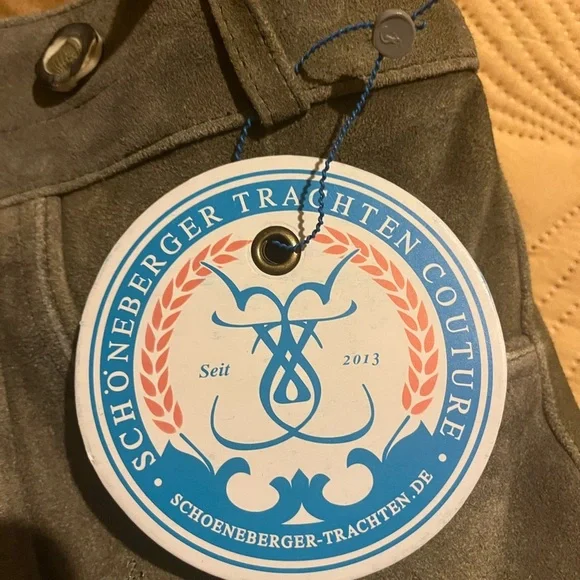 · SCHÖNEBERGER TRACHTEN COUTURE ·
Seit 2013
SCHOENEBERGER-TRACHTEN.DE